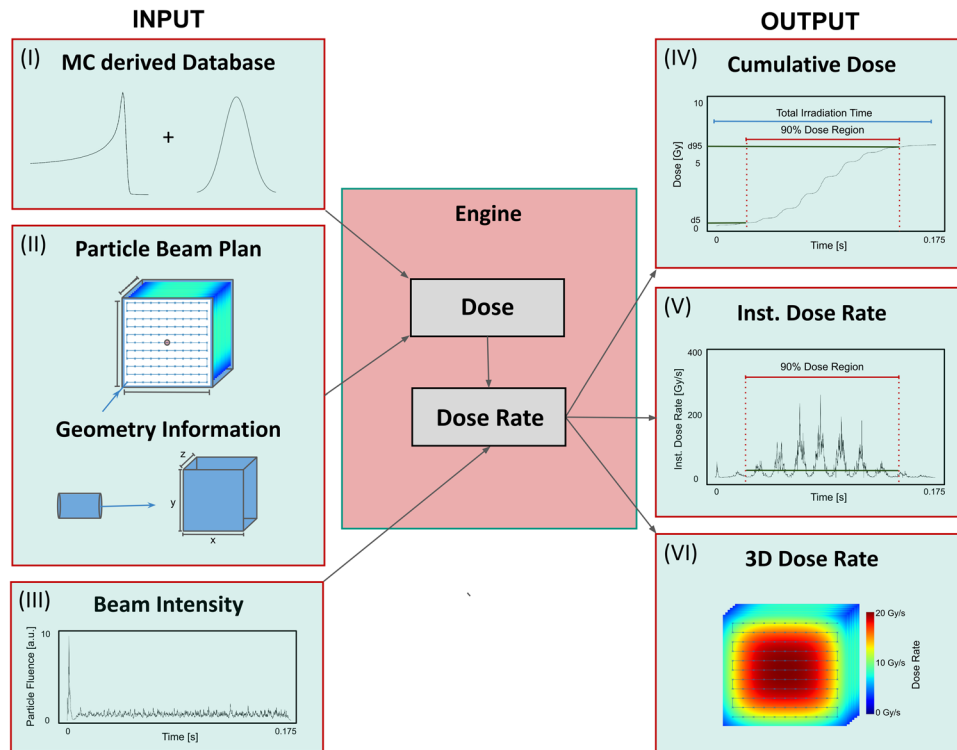 INPUT
(I)
MC derived Database
+
(II)
Particle Beam Plan
Geometry Information
z
y
x
(III)
Beam Intensity
Particle Fluence [a.u.]
10
5
0
0
0.175
Time [s]
Engine
Dose
Dose Rate
OUTPUT
(IV)
Cumulative Dose
Dose [Gy]
10
d95
5
d5
0
Total Irradiation Time
90% Dose Region
0
0.175
Time [s]
(V)
Inst. Dose Rate
Inst. Dose Rate [Gy/s]
400
200
0
90% Dose Region
0
0.175
Time [s]
(VI)
3D Dose Rate
20 Gy/s
10 Gy/s
0 Gy/s
Dose Rate